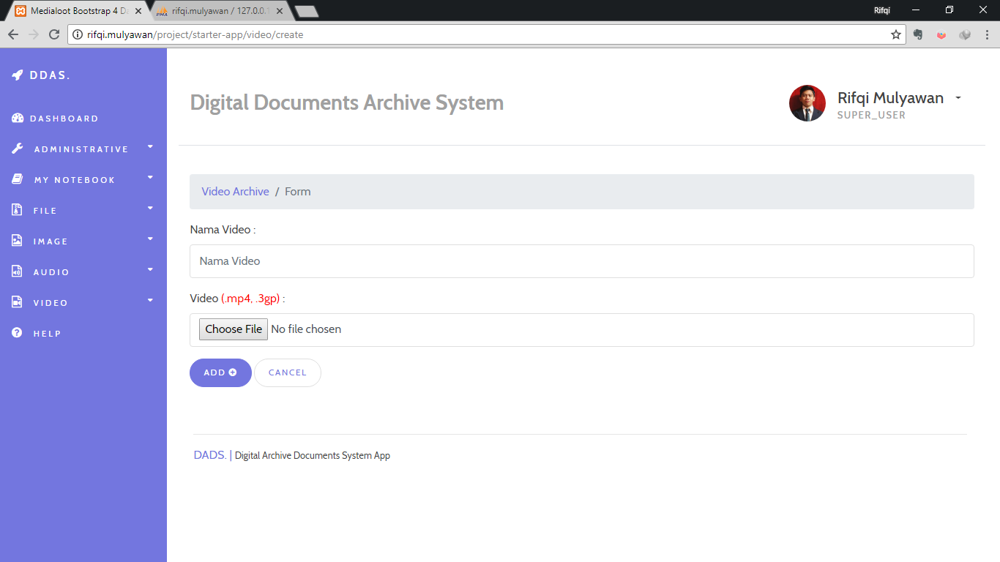 Medialoot Bootstrap 4 Da
rifqi.mulyawan / 127.0.0.1
Rifqi
rifqi.mulyawan/project/starter-app/video/create
DDAS.
DASHBOARD
ADMINISTRATIVE
MY NOTEBOOK
FILE
IMAGE
AUDIO
VIDEO
HELP
Digital Documents Archive System
Rifqi Mulyawan
SUPER_USER
Video Archive / Form
Nama Video :
Nama Video
Video (.mp4, .3gp) :
Choose File No file chosen
ADD
CANCEL
DADS. | Digital Archive Documents System App